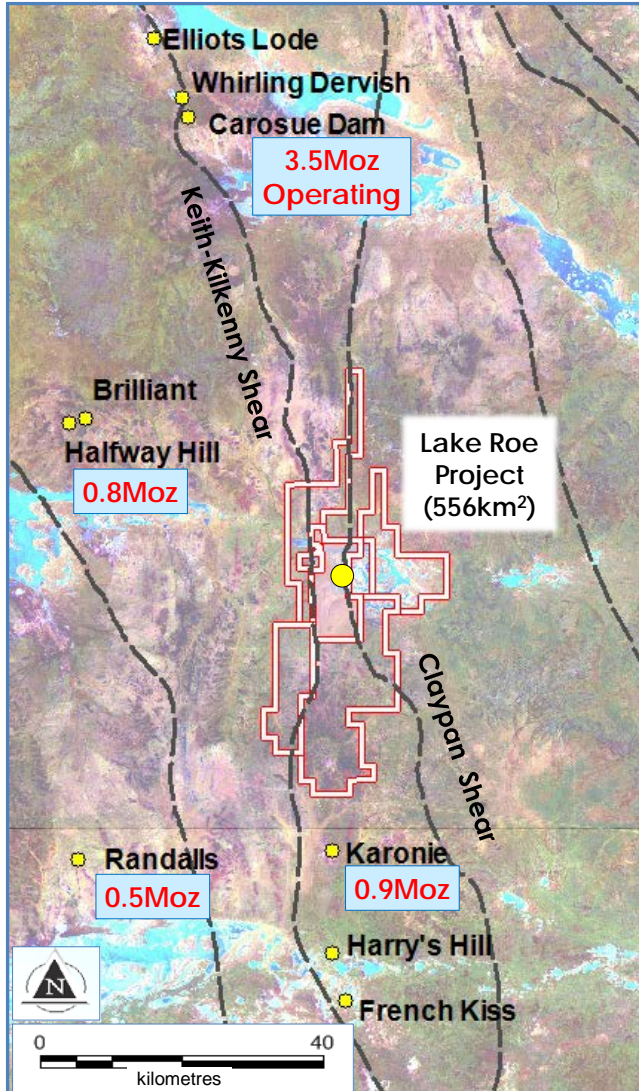 Elliots Lode
Whirling Dervish
Carosue Dam
3.5Moz
Operating
Keith-Kilkenny Shear
Brilliant
Halfway Hill
0.8Moz
Lake Roe
Project
(556km²)
Claypan Shear
Randalls
0.5Moz
Karonie
0.9Moz
Harry's Hill
French Kiss
N
0 40
kilometres